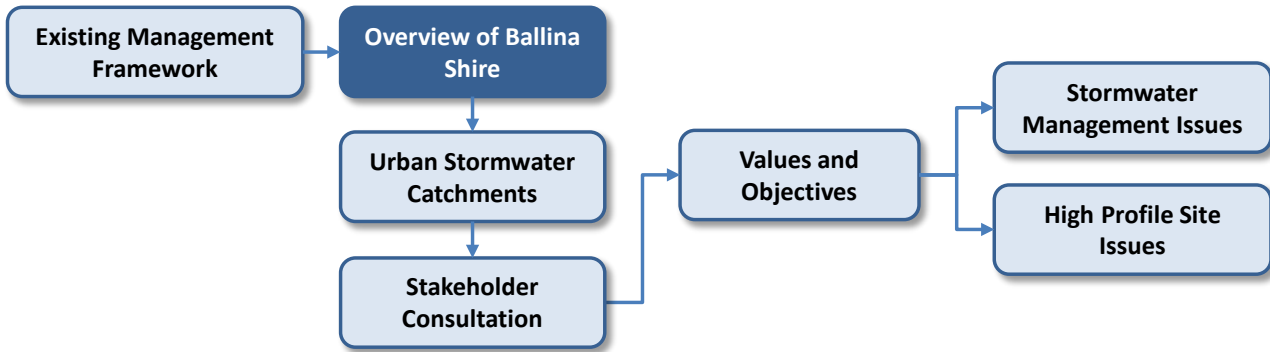 Existing Management
Framework
Overview of Ballina
Shire
Urban Stormwater
Catchments
Stakeholder
Consultation
Values and
Objectives
Stormwater
Management Issues
High Profile Site
Issues